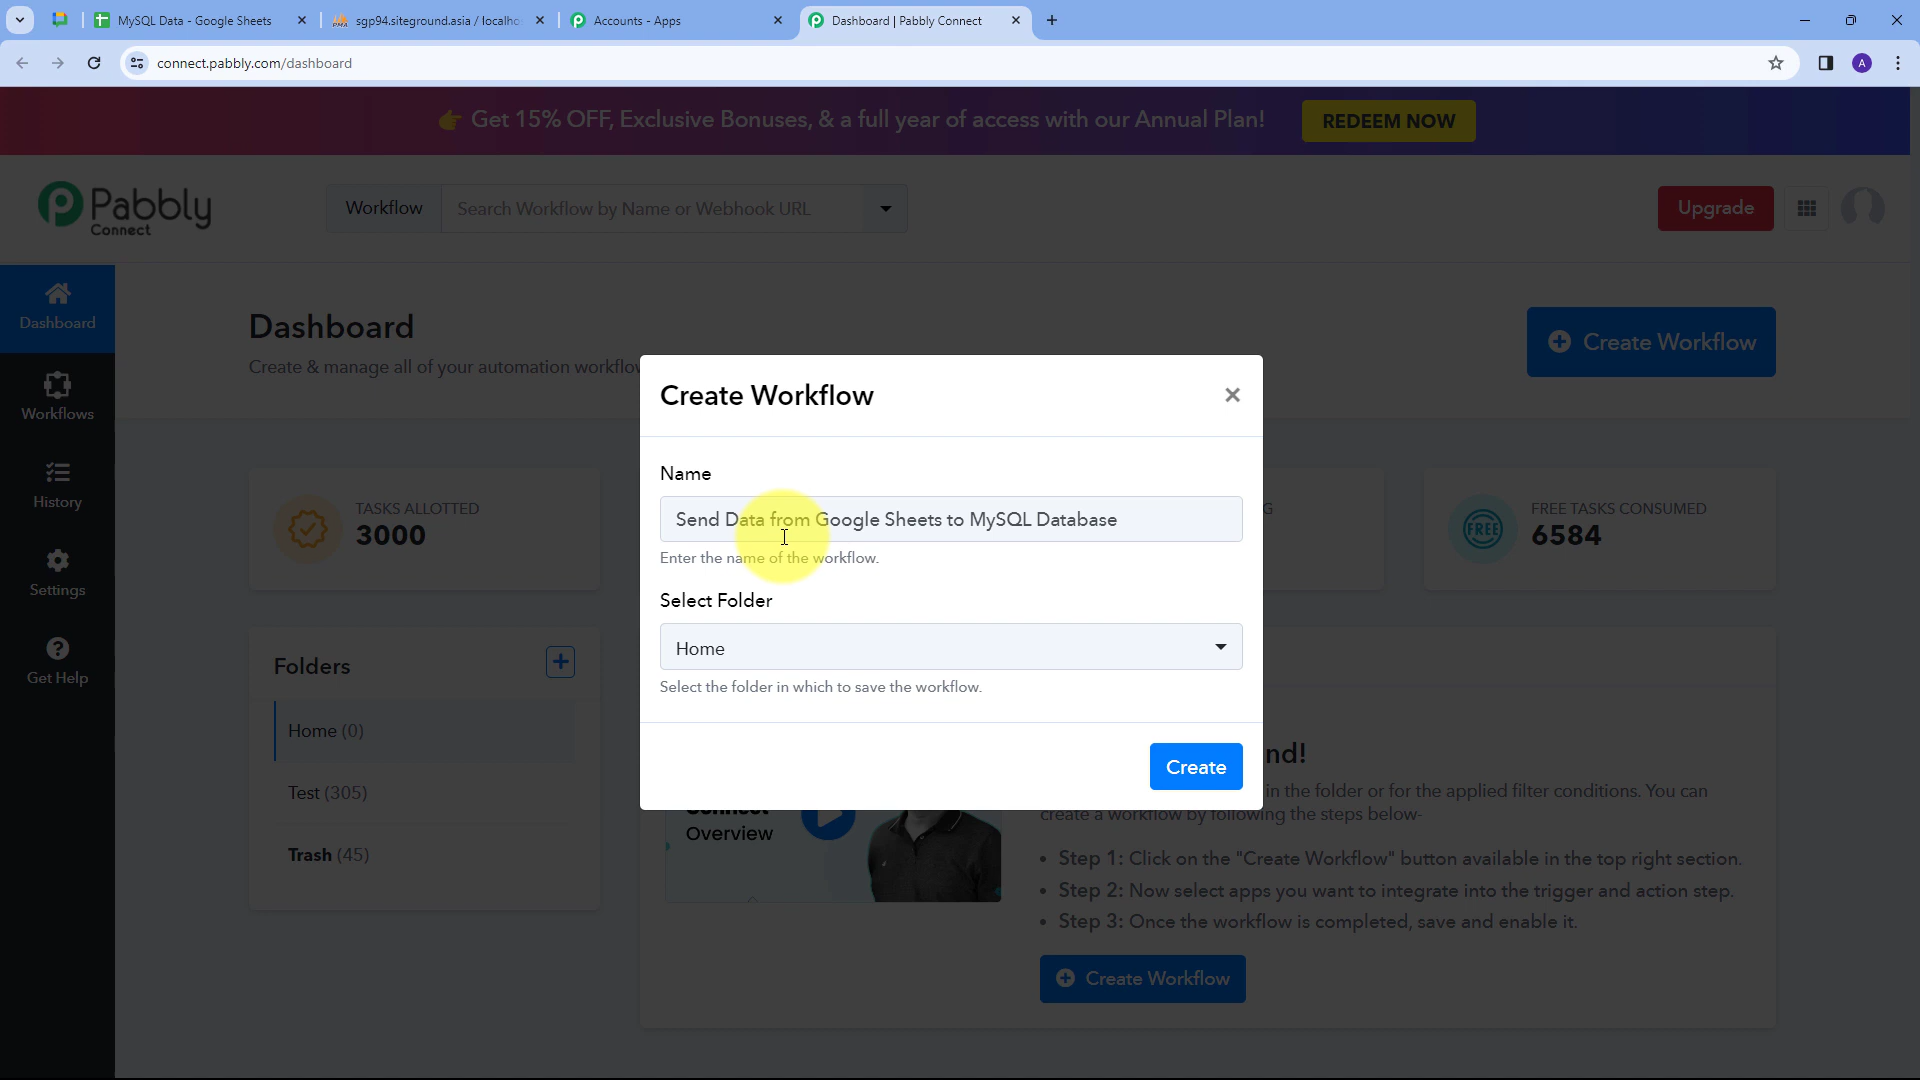 MySQL Data - Google Sheets
sgp94.siteground.asia / localho
Accounts - Apps
Dashboard | Pabbly Connect
connect.pabbly.com/dashboard
A
👉 Get 15% OFF, Exclusive Bonuses, & a full year of access with our Annual Plan!
REDEEM NOW
Pabbly
Connect
Workflow
Search Workflow by Name or Webhook URL
Upgrade
Dashboard
Workflows
History
Settings
Get Help
Dashboard
Create & manage all of your automation workflow
Create Workflow
TASKS ALLOTTED
3000
G
FREE TASKS CONSUMED
6584
FREE
Create Workflow
Name
Send Data from Google Sheets to MySQL Database
Enter the name of the workflow.
Select Folder
Home
Select the folder in which to save the workflow.
Create
Folders
Home (0)
Test (305)
Trash (45)
Connect
Overview
nd!
in the folder or for the applied filter conditions. You can
create a workflow by following the steps below-
• Step 1: Click on the "Create Workflow" button available in the top right section.
• Step 2: Now select apps you want to integrate into the trigger and action step.
• Step 3: Once the workflow is completed, save and enable it.
Create Workflow